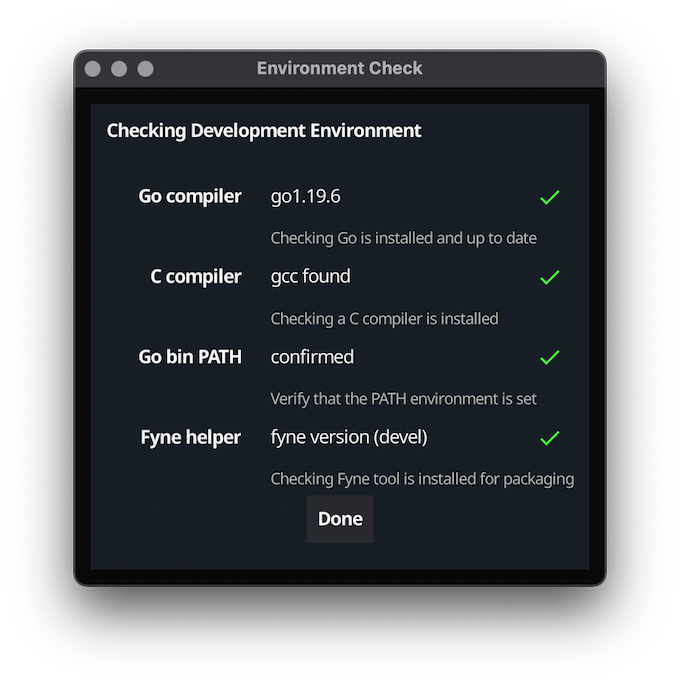 Environment Check
Checking Development Environment
Go compiler go1.19.6
Checking Go is installed and up to date
C compiler gcc found
Checking a C compiler is installed
Go bin PATH confirmed
Verify that the PATH environment is set
Fyne helper fyne version (devel)
Checking Fyne tool is installed for packaging
Done